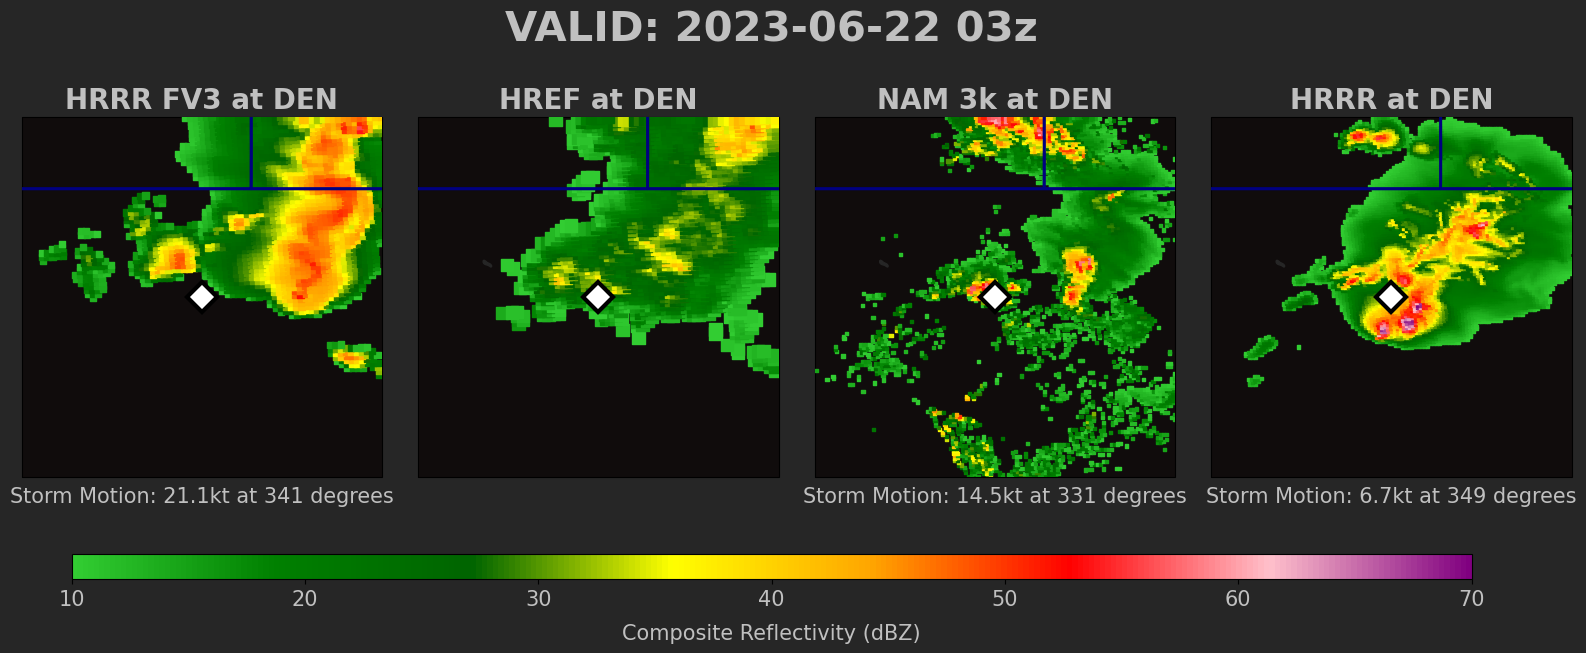 VALID: 2023-06-22 03z
HRRR FV3 at DEN
HREF at DEN
NAM 3k at DEN
HRRR at DEN
Storm Motion: 21.1kt at 341 degrees
Storm Motion: 14.5kt at 331 degrees
Storm Motion: 6.7kt at 349 degrees
10 20 30 40 50 60 70
Composite Reflectivity (dBZ)